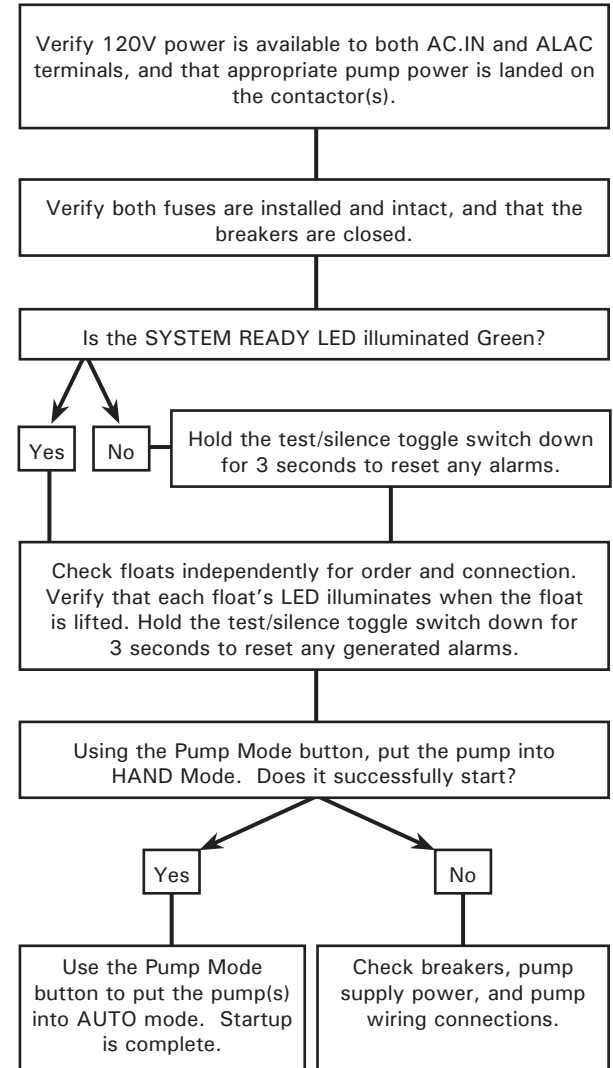 Verify 120V power is available to both AC.IN and ALAC
terminals, and that appropriate pump power is landed on
the contactor(s).
Verify both fuses are installed and intact, and that the
breakers are closed.
Is the SYSTEM READY LED illuminated Green?
Yes
No
Hold the test/silence toggle switch down
for 3 seconds to reset any alarms.
Check floats independently for order and connection.
Verify that each float's LED illuminates when the float
is lifted. Hold the test/silence toggle switch down for
3 seconds to reset any generated alarms.
Using the Pump Mode button, put the pump into
HAND Mode. Does it successfully start?
Yes
No
Use the Pump Mode
button to put the pump(s)
into AUTO mode. Startup
is complete.
Check breakers, pump
supply power, and pump
wiring connections.